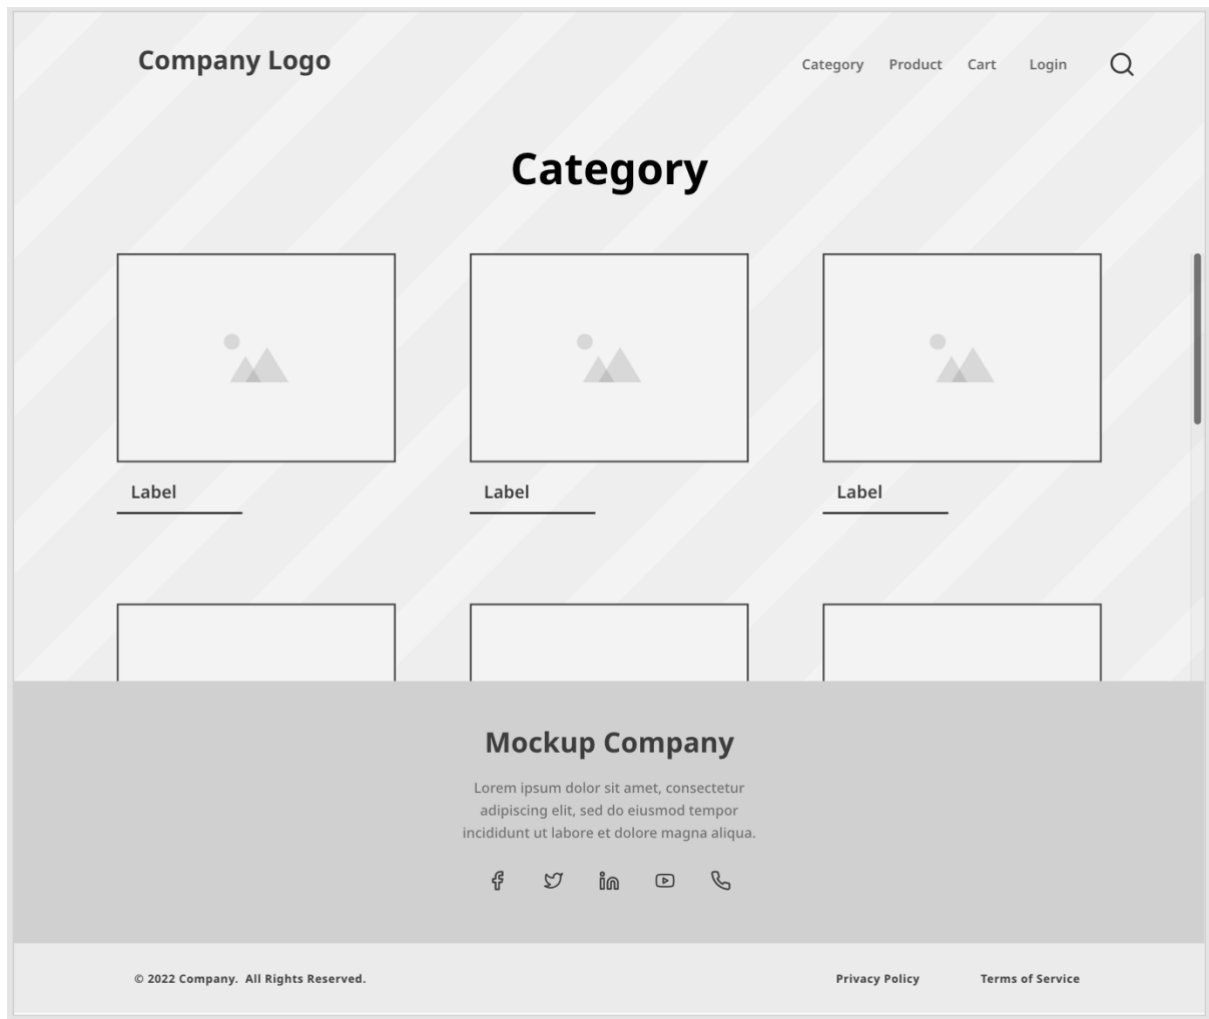 Company Logo
Category Product Cart Login
Category
Label Label Label
Mockup Company
Lorem ipsum dolor sit amet, consectetur
adipiscing elit, sed do eiusmod tempor
incididunt ut labore et dolore magna aliqua.
© 2022 Company. All Rights Reserved. Privacy Policy Terms of Service